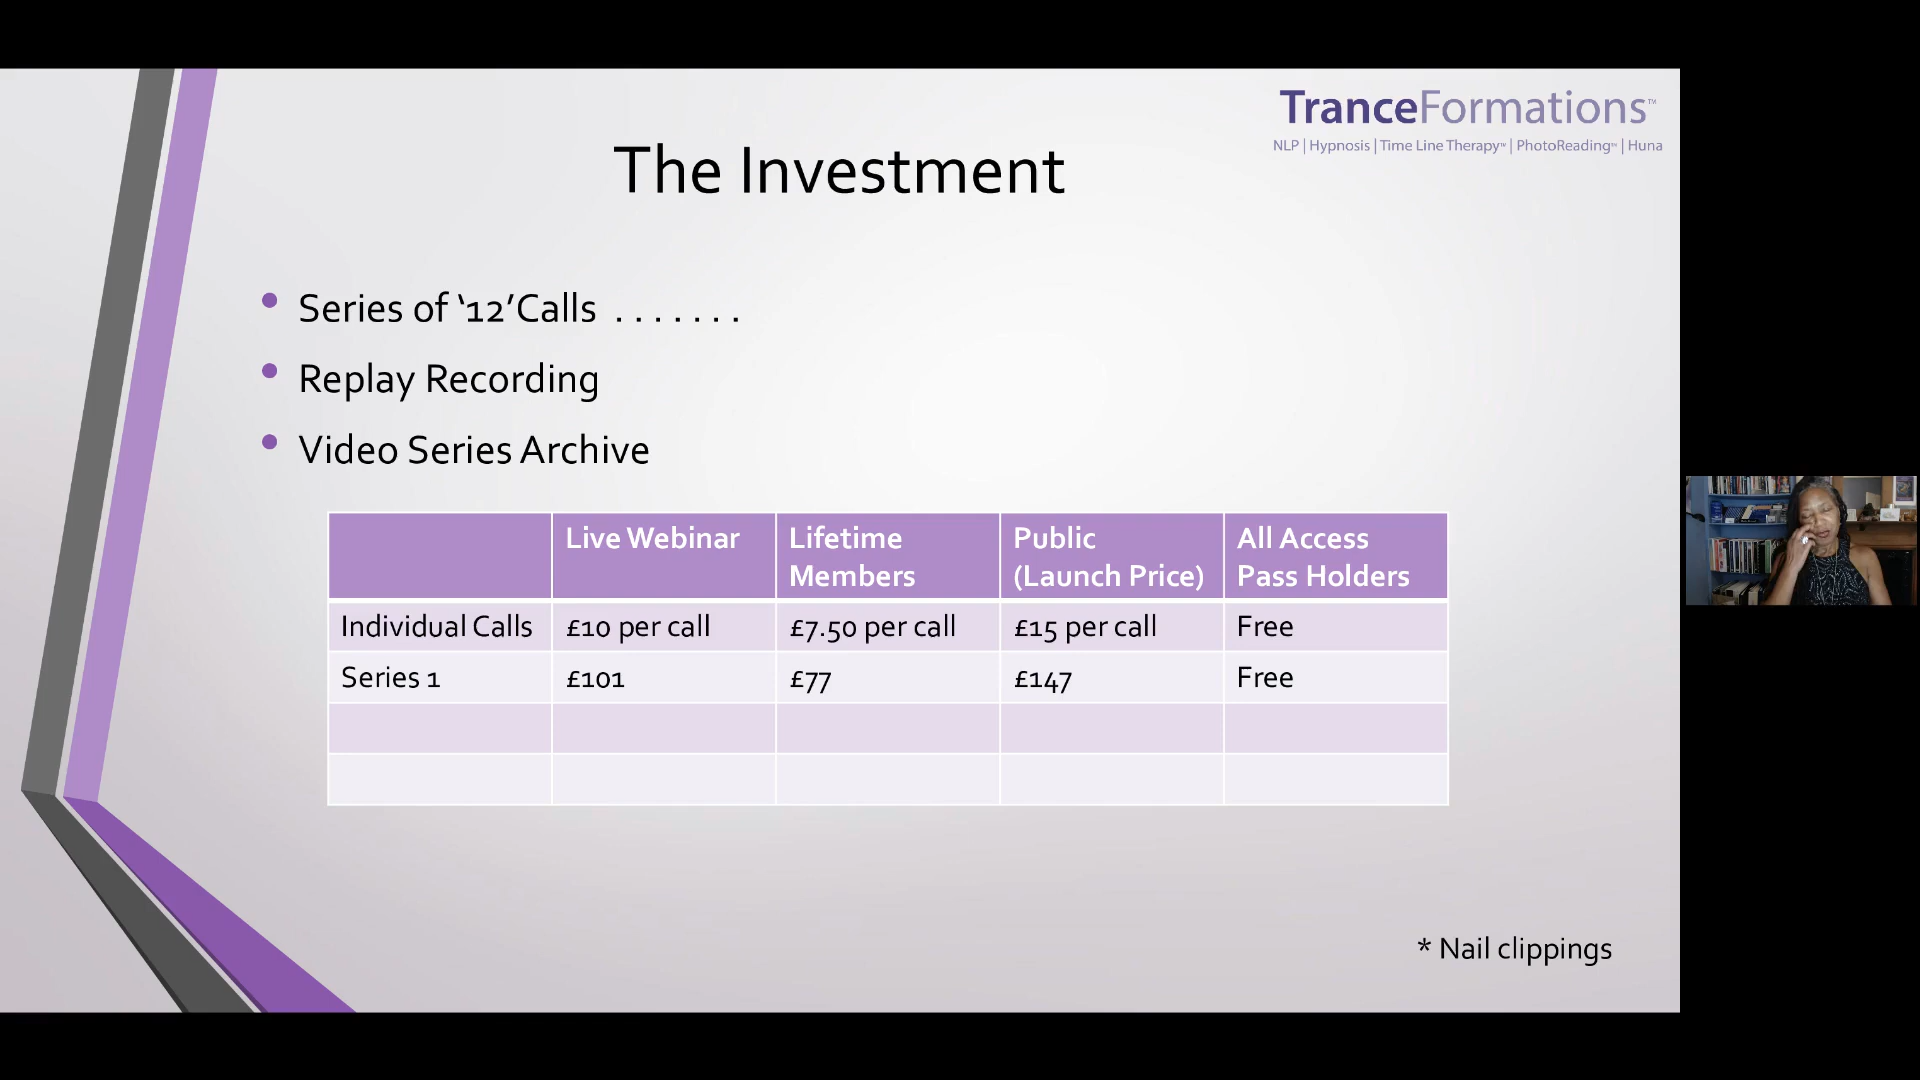 TranceFormations™
NLP | Hypnosis | Time Line Therapy™ | PhotoReading™ | Huna
The Investment
• Series of ‘12’Calls . . . . . . .
• Replay Recording
• Video Series Archive
Live Webinar
Lifetime
Members
Public
(Launch Price)
All Access
Pass Holders
Individual Calls £10 per call £7.50 per call £15 per call Free
Series 1 £101 £77 £147 Free
* Nail clippings